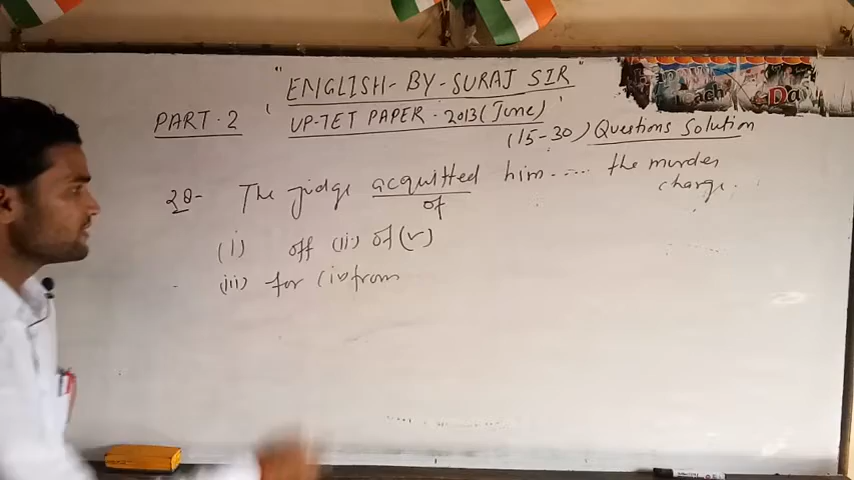 "ENGLISH-BY-SURAJ SIR"
PART-2 'UP-TET PAPER-2013(June)'
(15-30) Questions Solution
28- The judge acquitted him.... the murder
charge.
of
(i) off (ii) of (✓)
(iii) for (iv) from